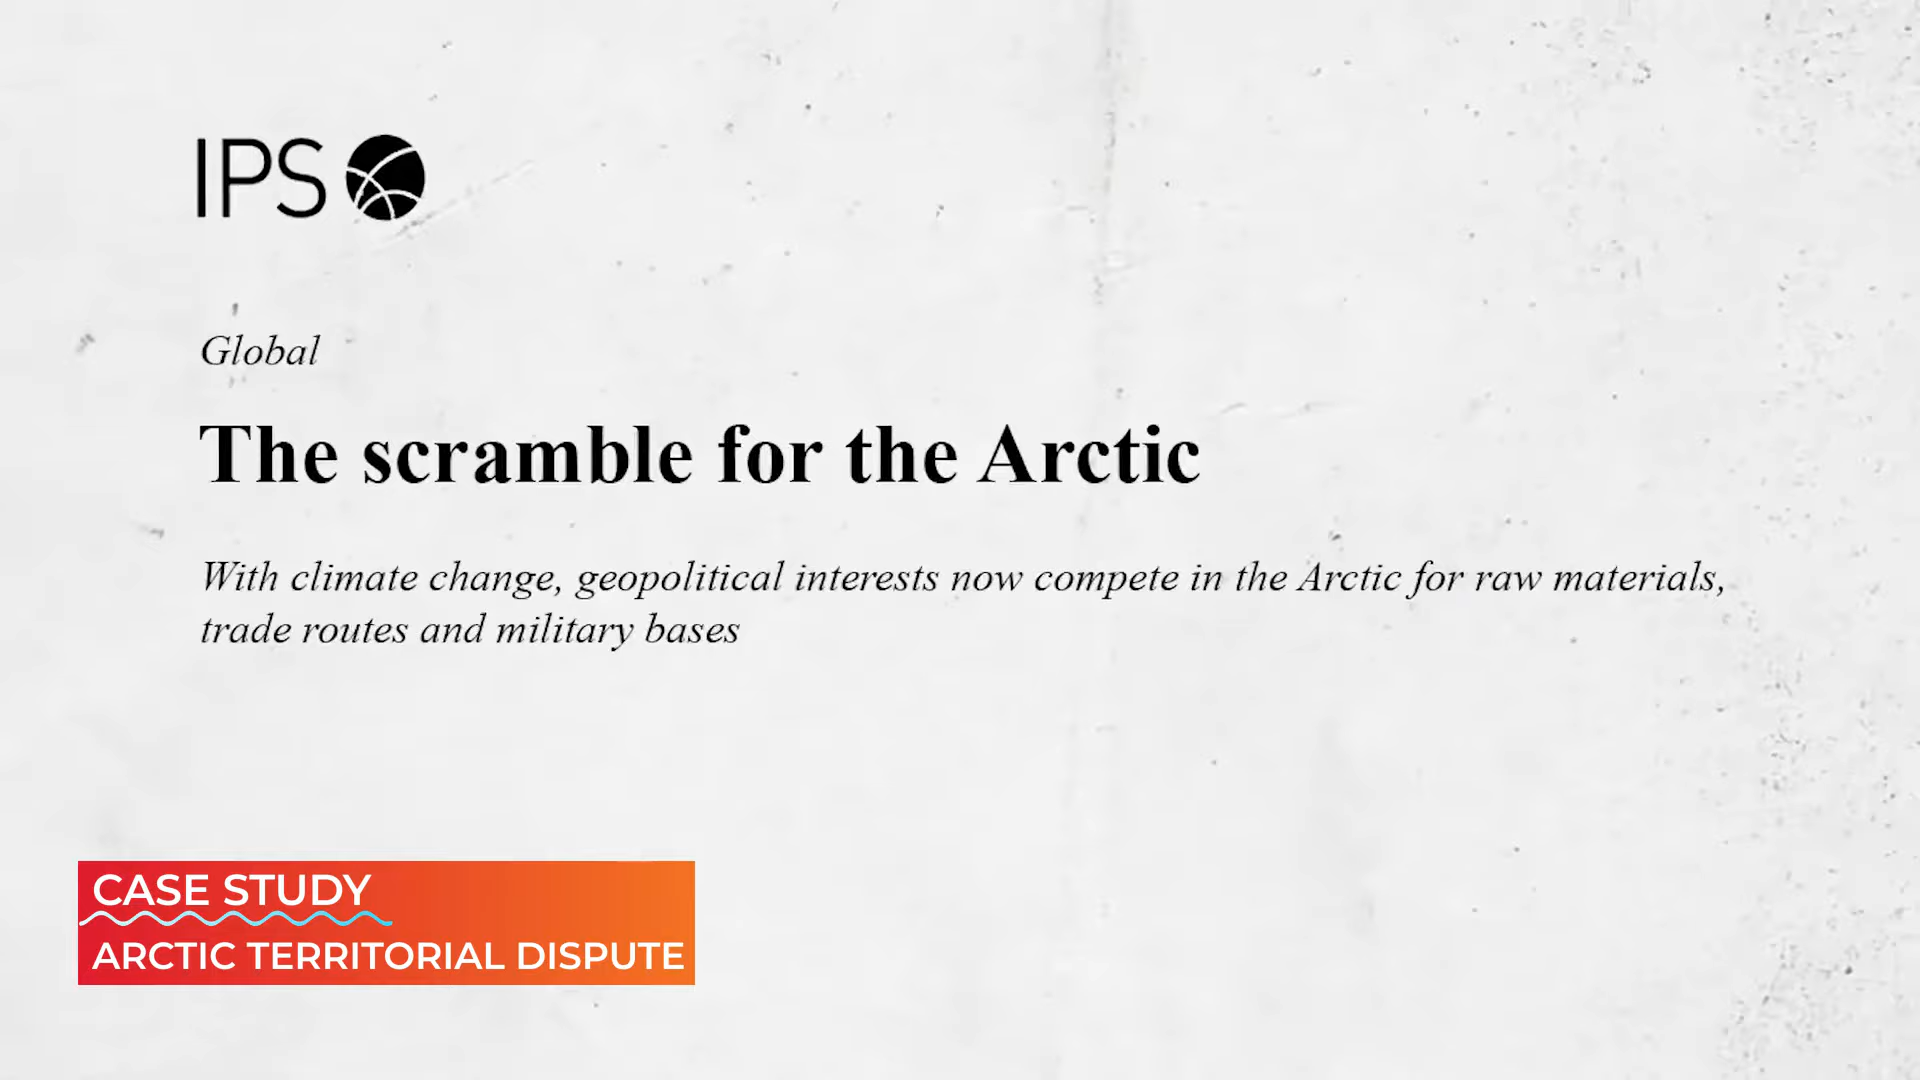 IPS
Global
The scramble for the Arctic
With climate change, geopolitical interests now compete in the Arctic for raw materials,
trade routes and military bases
CASE STUDY
ARCTIC TERRITORIAL DISPUTE